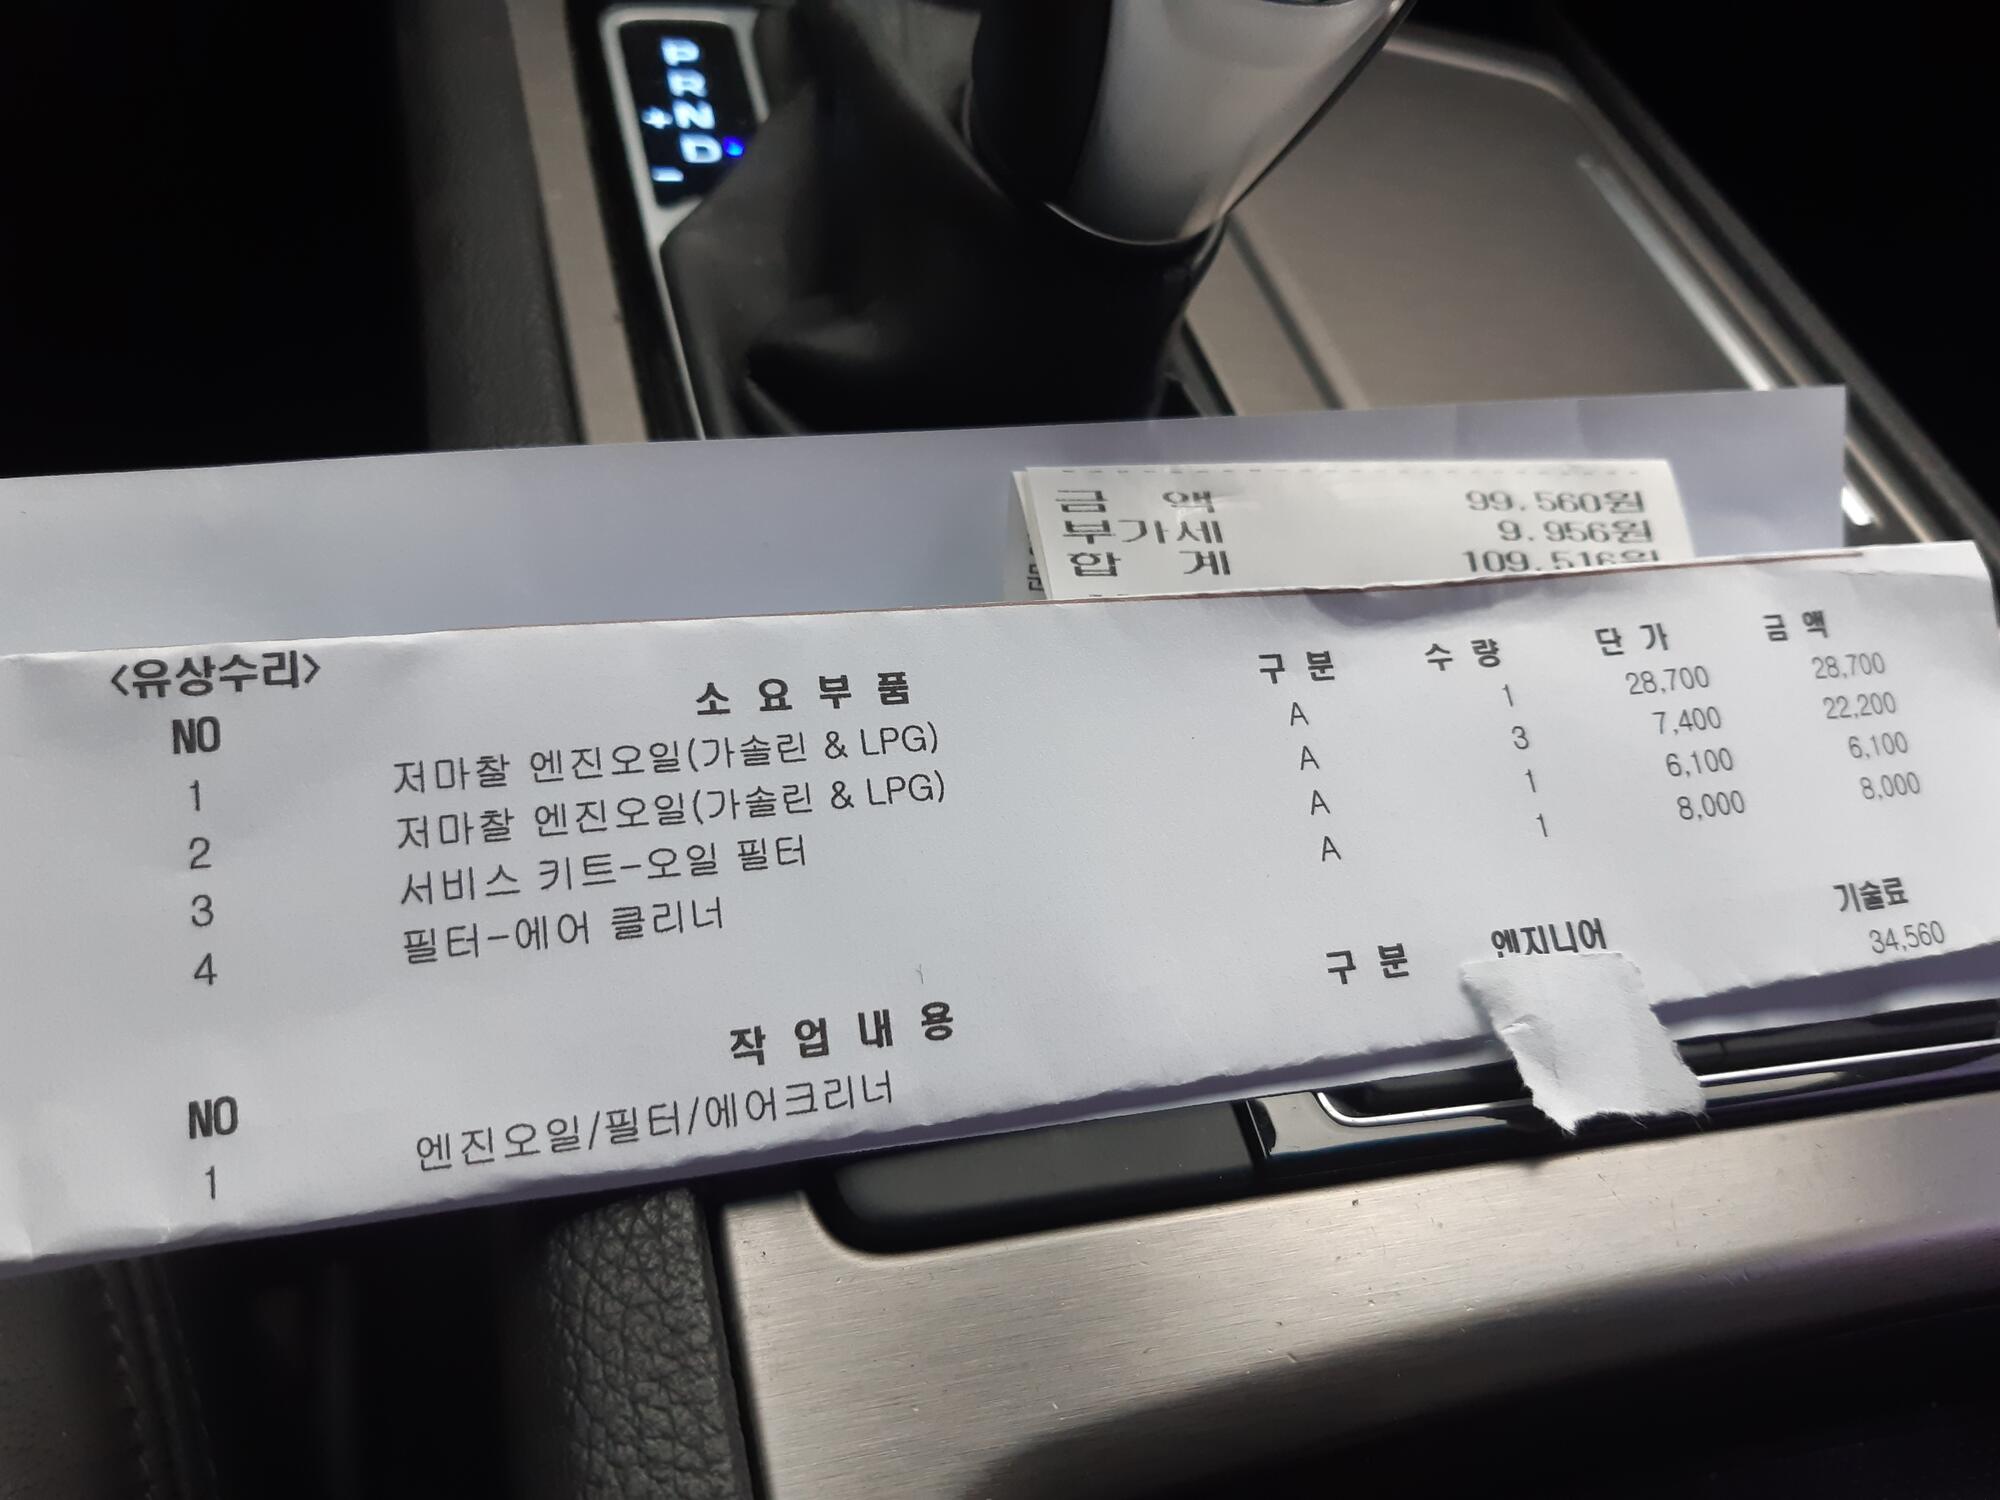 P
R
+ N
D
-
금 액 99.560원
부가세 9.956원
합 계 109.516원
<유상수리>
NO 소 요 부 품 구 분 수 량 단 가 금 액
1 저마찰 엔진오일(가솔린 & LPG) A 1 28,700 28,700
2 저마찰 엔진오일(가솔린 & LPG) A 3 7,400 22,200
3 서비스 키트-오일 필터 A 1 6,100 6,100
4 필터-에어 클리너 A 1 8,000 8,000
NO 작 업 내 용 구 분 엔지니어 기술료
1 엔진오일/필터/에어크리너 34,560